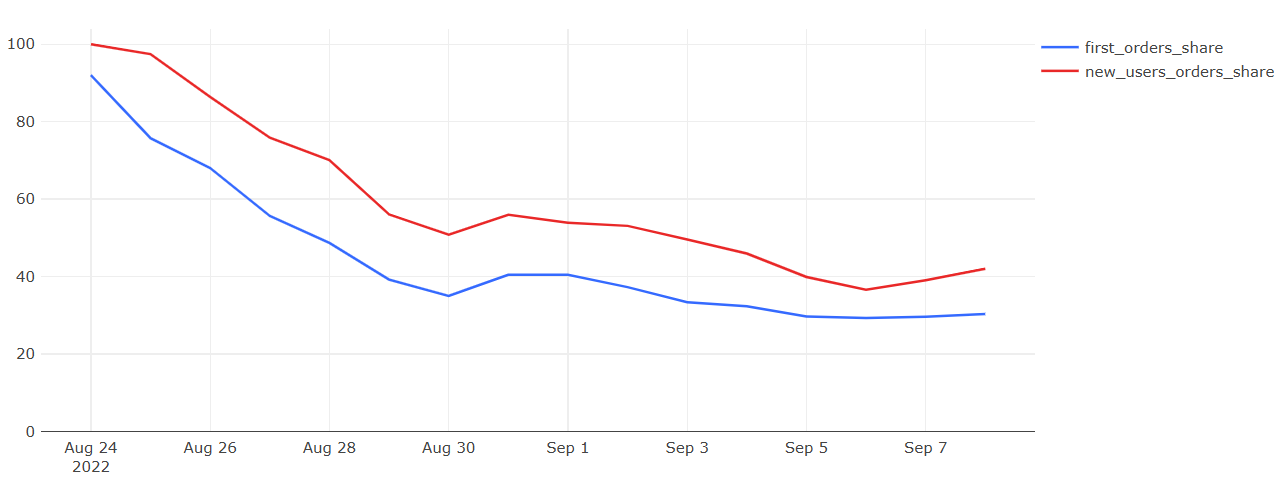 100
80
60
40
20
0
Aug 24
2022
Aug 26
Aug 28
Aug 30
Sep 1
Sep 3
Sep 5
Sep 7
first_orders_share
new_users_orders_share